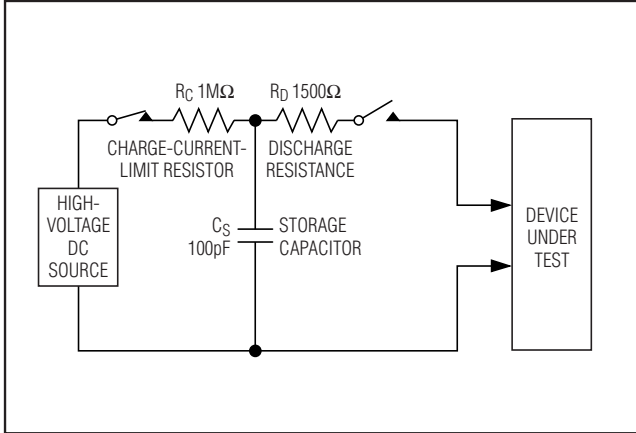 R_C 1MΩ
CHARGE-CURRENT-
LIMIT RESISTOR
R_D 1500Ω
DISCHARGE
RESISTANCE
HIGH-
VOLTAGE
DC
SOURCE
C_S
100pF
STORAGE
CAPACITOR
DEVICE
UNDER
TEST